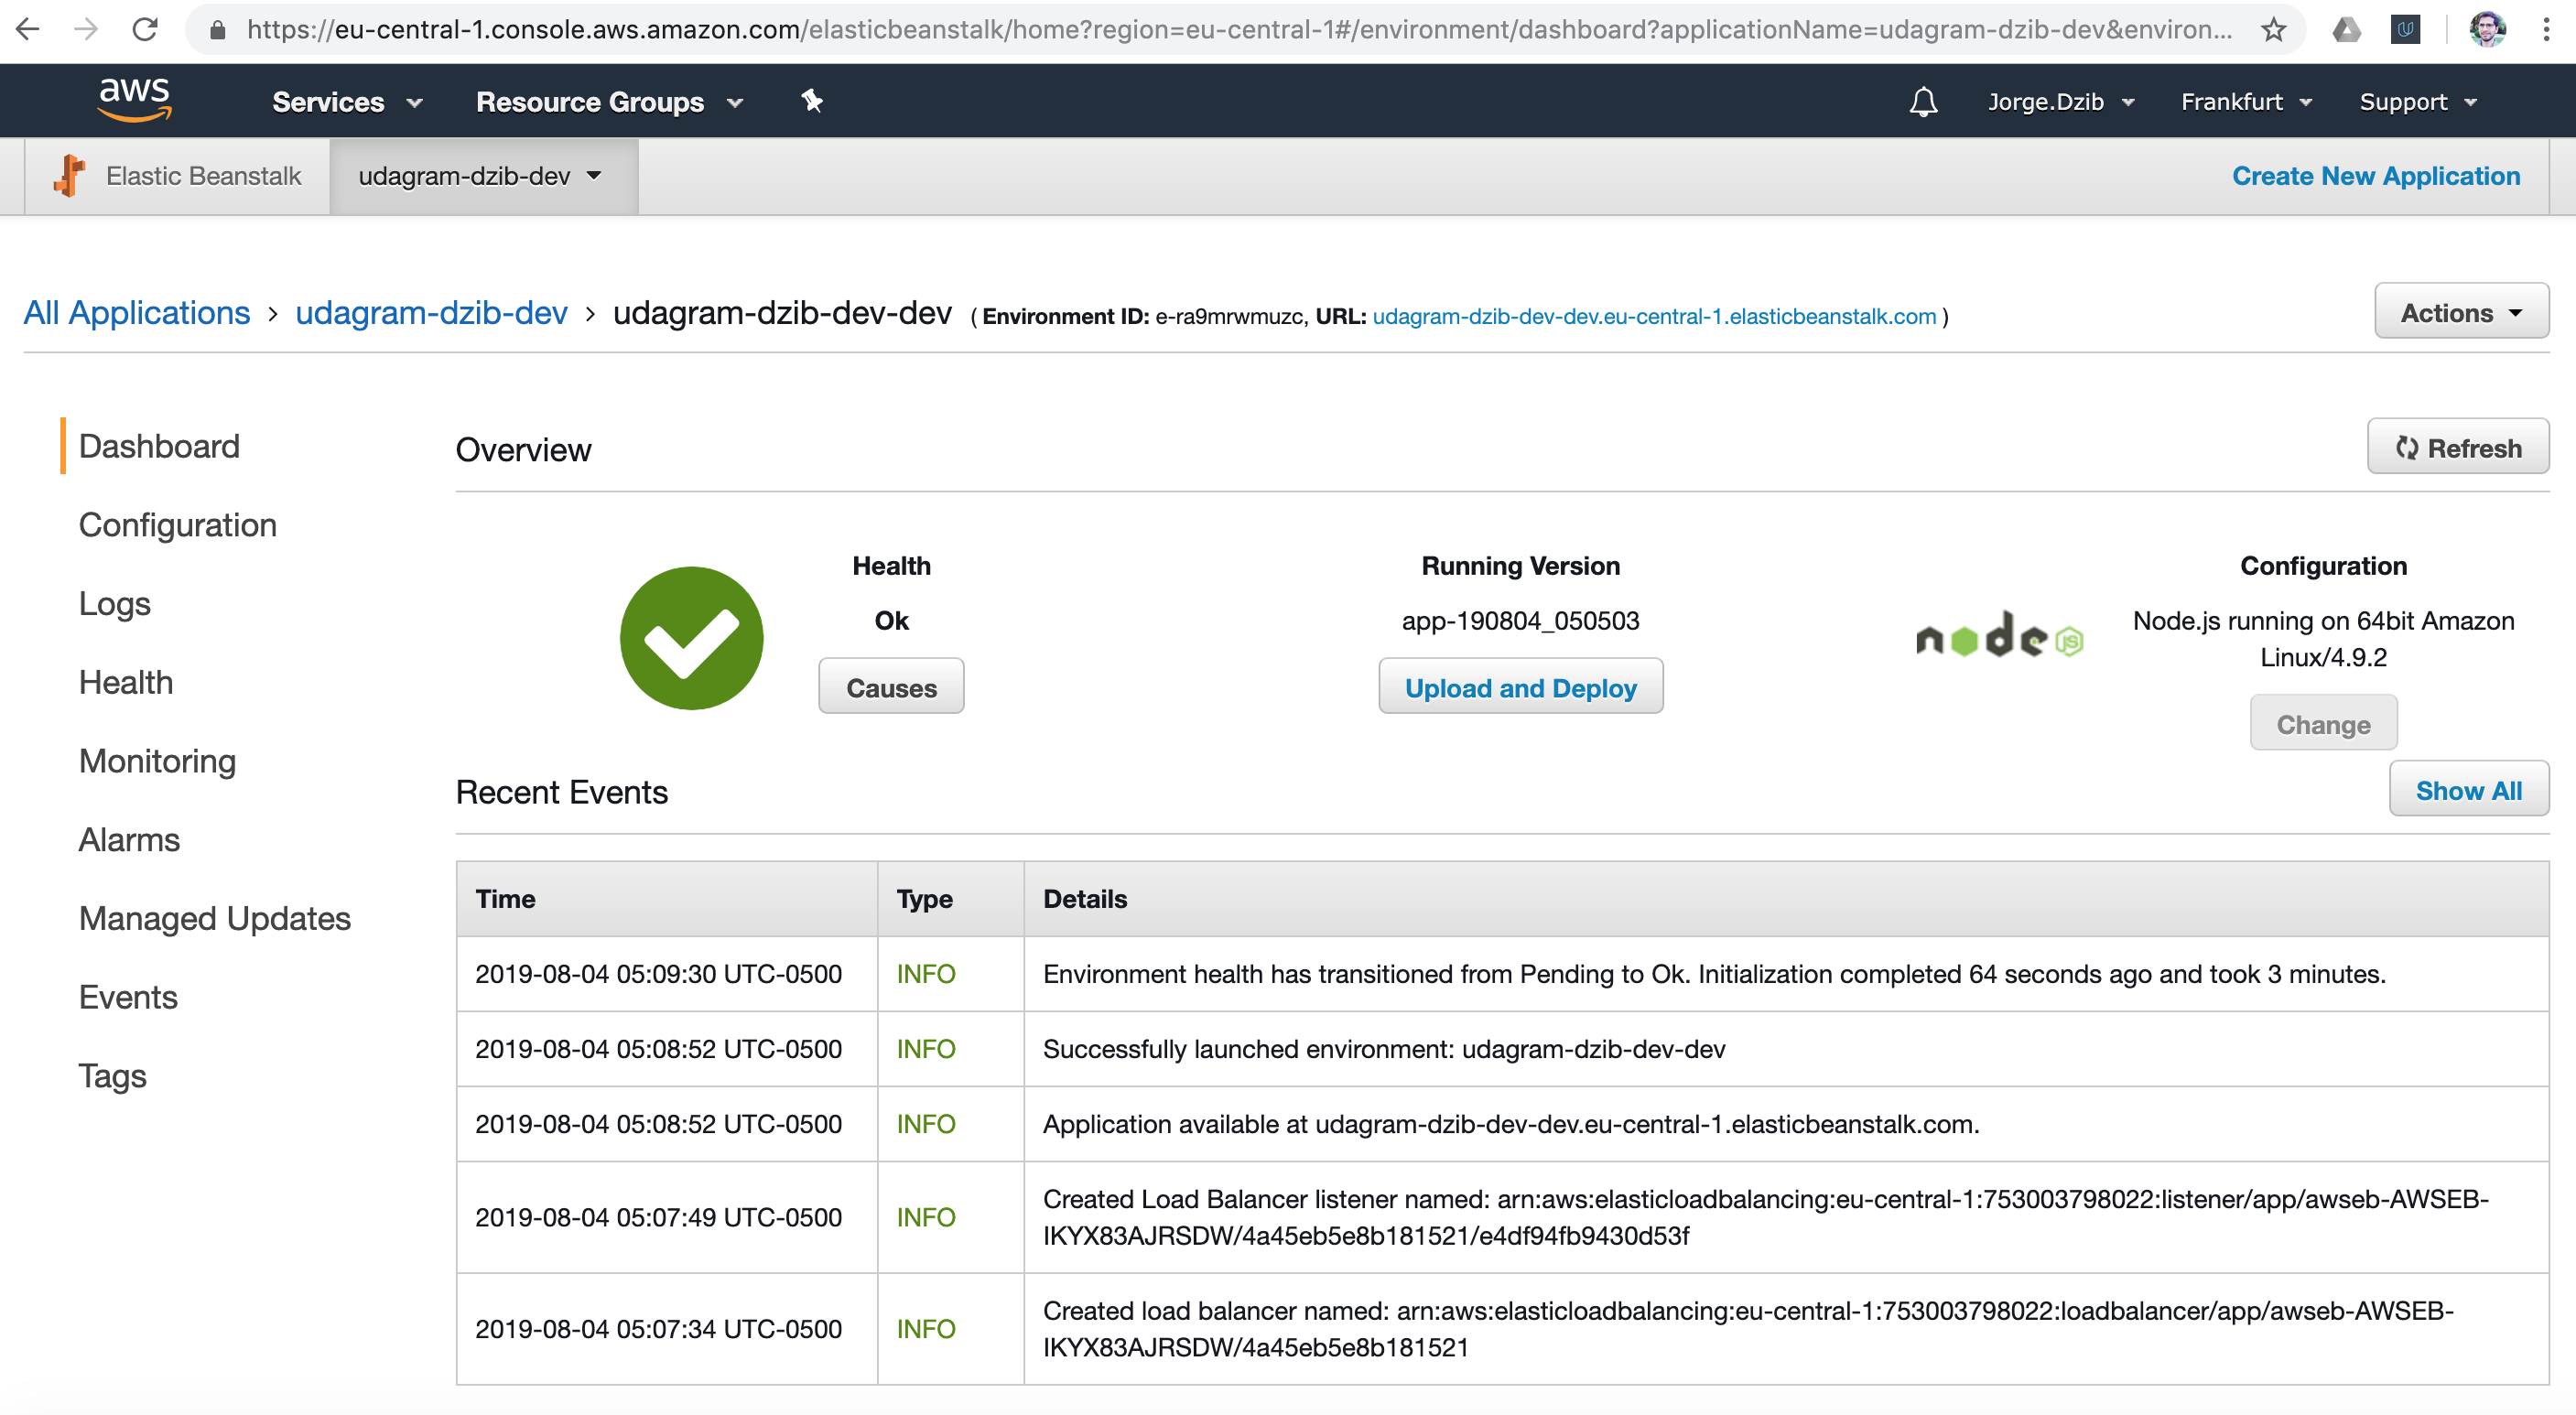 https://eu-central-1.console.aws.amazon.com/elasticbeanstalk/home?region=eu-central-1#/environment/dashboard?applicationName=udagram-dzib-dev&environ...
aws Services Resource Groups Jorge.Dzib Frankfurt Support
Elastic Beanstalk udagram-dzib-dev Create New Application
All Applications > udagram-dzib-dev > udagram-dzib-dev-dev ( Environment ID: e-ra9mrwmuzc, URL: udagram-dzib-dev-dev.eu-central-1.elasticbeanstalk.com ) Actions
Dashboard
Configuration
Logs
Health
Monitoring
Alarms
Managed Updates
Events
Tags
Overview Refresh
Health
Ok
Causes
Running Version
app-190804_050503
Upload and Deploy
node JS
Configuration
Node.js running on 64bit Amazon
Linux/4.9.2
Change
Recent Events Show All
Time Type Details
2019-08-04 05:09:30 UTC-0500 INFO Environment health has transitioned from Pending to Ok. Initialization completed 64 seconds ago and took 3 minutes.
2019-08-04 05:08:52 UTC-0500 INFO Successfully launched environment: udagram-dzib-dev-dev
2019-08-04 05:08:52 UTC-0500 INFO Application available at udagram-dzib-dev-dev.eu-central-1.elasticbeanstalk.com.
2019-08-04 05:07:49 UTC-0500 INFO Created Load Balancer listener named: arn:aws:elasticloadbalancing:eu-central-1:753003798022:listener/app/awseb-AWSEB-
IKYX83AJRSDW/4a45eb5e8b181521/e4df94fb9430d53f
2019-08-04 05:07:34 UTC-0500 INFO Created load balancer named: arn:aws:elasticloadbalancing:eu-central-1:753003798022:loadbalancer/app/awseb-AWSEB-
IKYX83AJRSDW/4a45eb5e8b181521